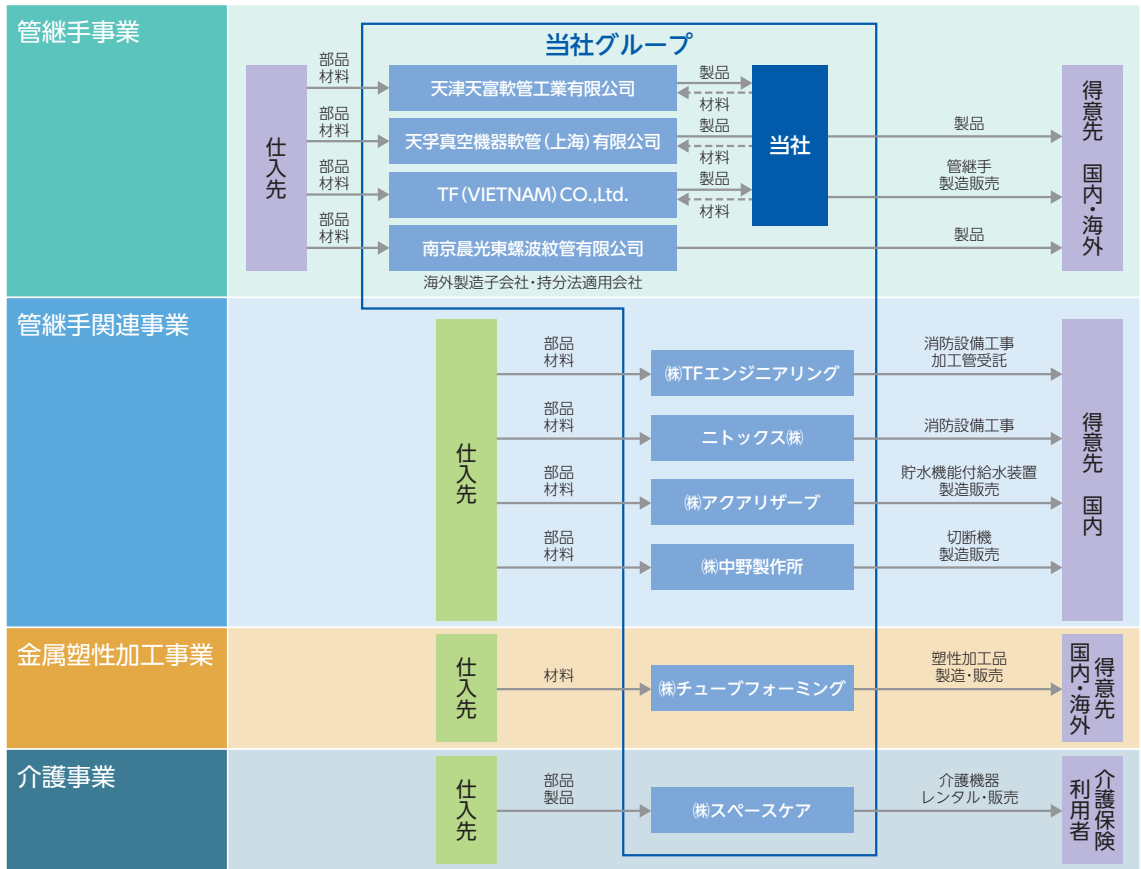 管継手事業
当社グループ
仕入先
部品
材料
天津天富軟管工業有限公司
製品
材料
部品
材料
天孚真空機器軟管(上海)有限公司
製品
材料
部品
材料
TF(VIETNAM)CO.,Ltd.
製品
材料
部品
材料
南京晨光東螺波紋管有限公司
海外製造子会社・持分法適用会社
当社
製品
管継手
製造販売
製品
得意先 国内・海外
管継手関連事業
仕入先
部品
材料
㈱TFエンジニアリング
消防設備工事
加工管受託
部品
材料
ニトックス㈱
消防設備工事
部品
材料
㈱アクアリザーブ
貯水機能付給水装置
製造販売
部品
材料
㈱中野製作所
切断機
製造販売
得意先 国内
金属塑性加工事業
仕入先
材料
㈱チューブフォーミング
塑性加工品
製造・販売
得意先
国内・海外
介護事業
仕入先
部品
製品
㈱スペースケア
介護機器
レンタル・販売
介護保険
利用者